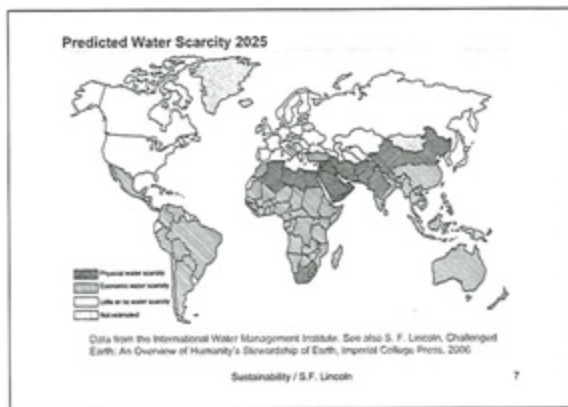 Predicted Water Scarcity 2025
Physical water scarcity
Economic water scarcity
Little or no water scarcity
Not estimated
Data from the International Water Management Institute. See also S. F. Lincoln, Challenged
Earth: An Overview of Humanity's Stewardship of Earth, Imperial College Press, 2006.
Sustainability / S.F. Lincoln
7